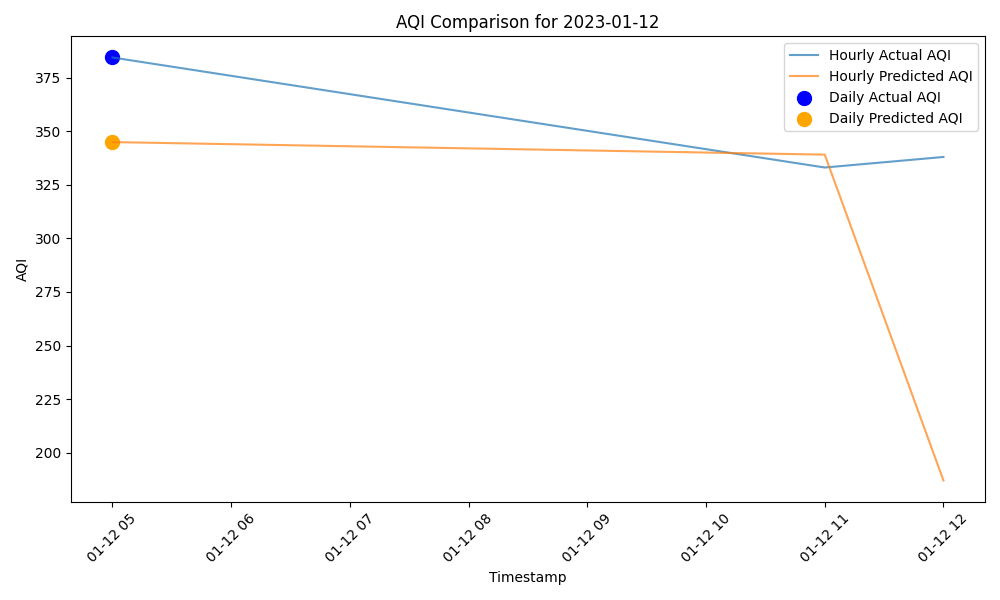 AQI Comparison for 2023-01-12
Hourly Actual AQI
Hourly Predicted AQI
Daily Actual AQI
Daily Predicted AQI
AQI
375
350
325
300
275
250
225
200
01-12 05
01-12 06
01-12 07
01-12 08
01-12 09
01-12 10
01-12 11
01-12 12
Timestamp